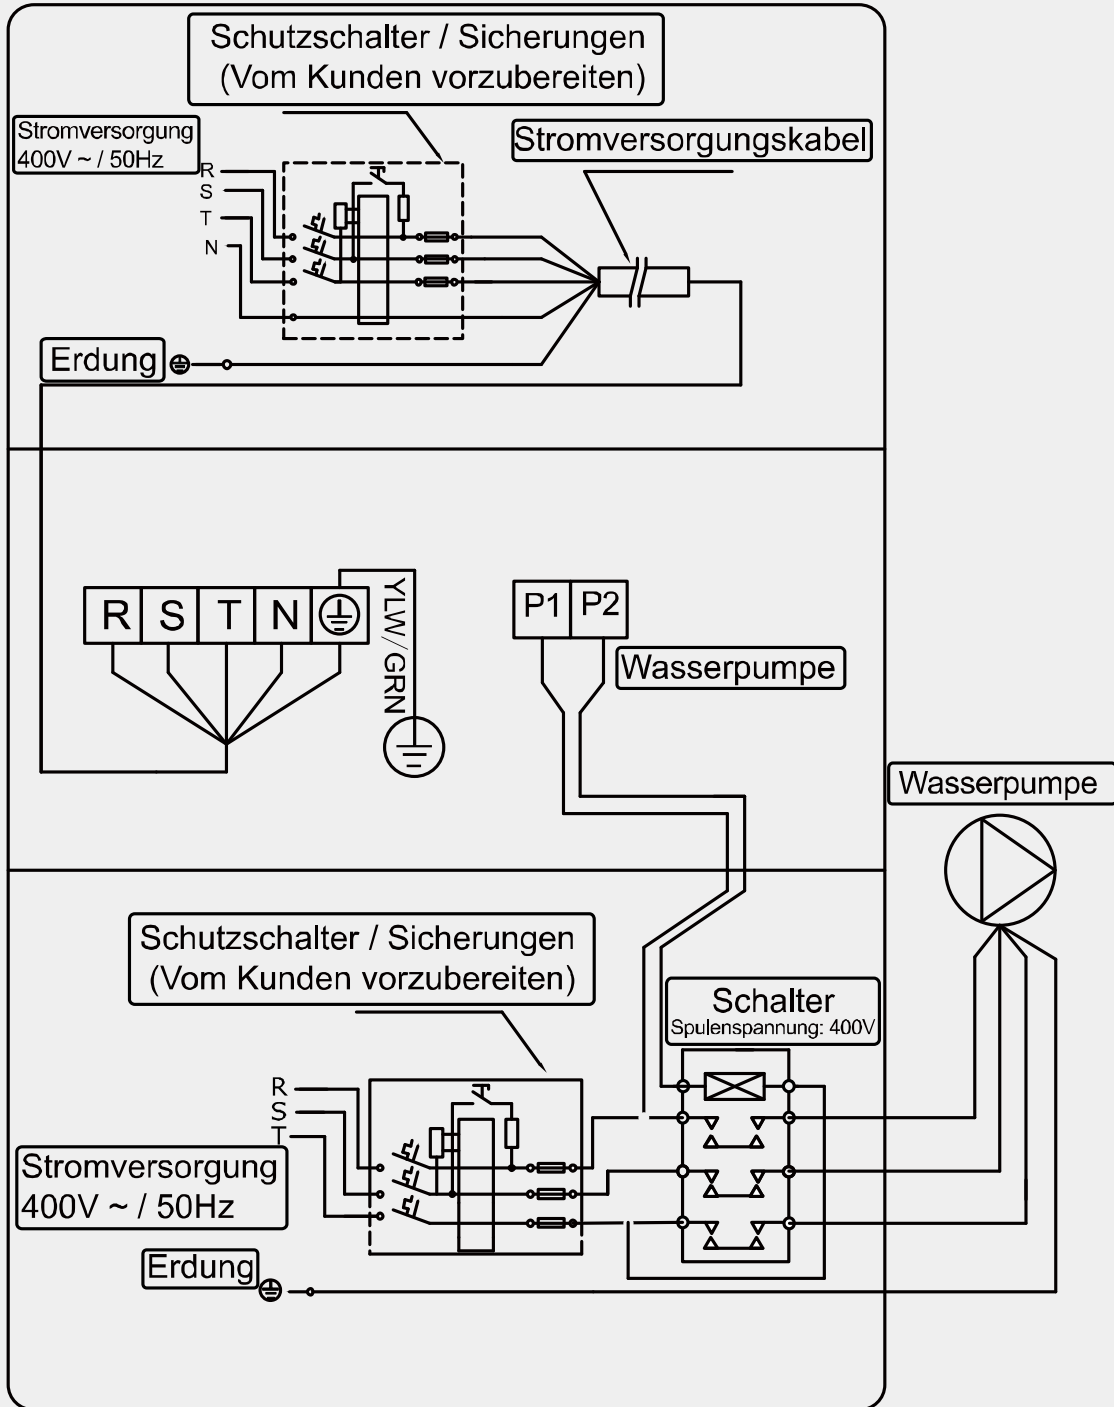 Schutzschalter / Sicherungen
(Vom Kunden vorzubereiten)
Stromversorgung
400V ~ / 50Hz
Stromversorgungskabel
R
S
T
N
Erdung
R S T N
YLW/GRN
P1 P2
Wasserpumpe
Wasserpumpe
Schutzschalter / Sicherungen
(Vom Kunden vorzubereiten)
Schalter
Spulenspannung: 400V
R
S
T
Stromversorgung
400V ~ / 50Hz
Erdung